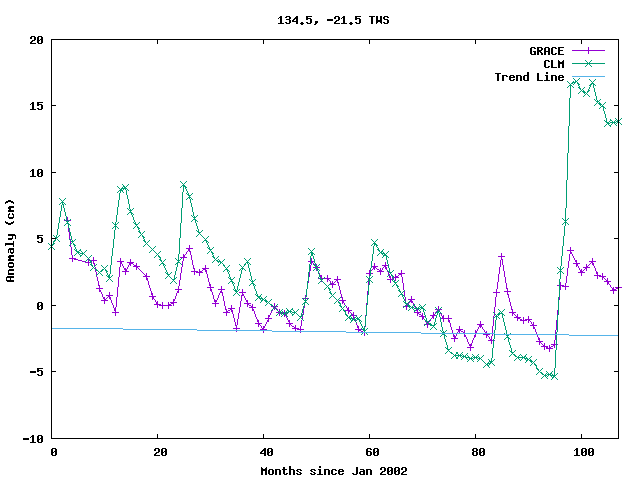 134.5, -21.5 TWS
20
15
10
5
0
-5
-10
Anomaly (cm)
GRACE
CLM
Trend Line
0 20 40 60 80 100
Months since Jan 2002